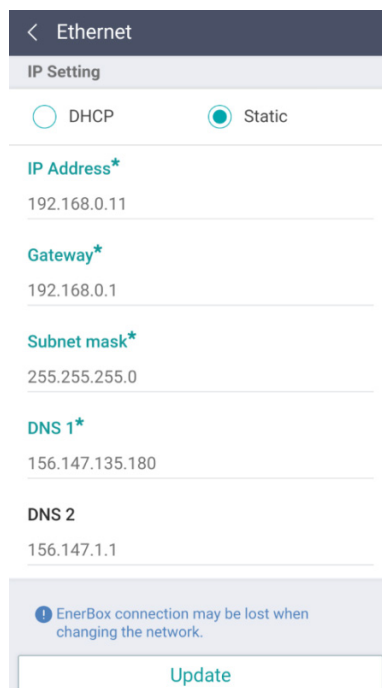 < Ethernet
IP Setting
DHCP Static
IP Address*
192.168.0.11
Gateway*
192.168.0.1
Subnet mask*
255.255.255.0
DNS 1*
156.147.135.180
DNS 2
156.147.1.1
EnerBox connection may be lost when
changing the network.
Update